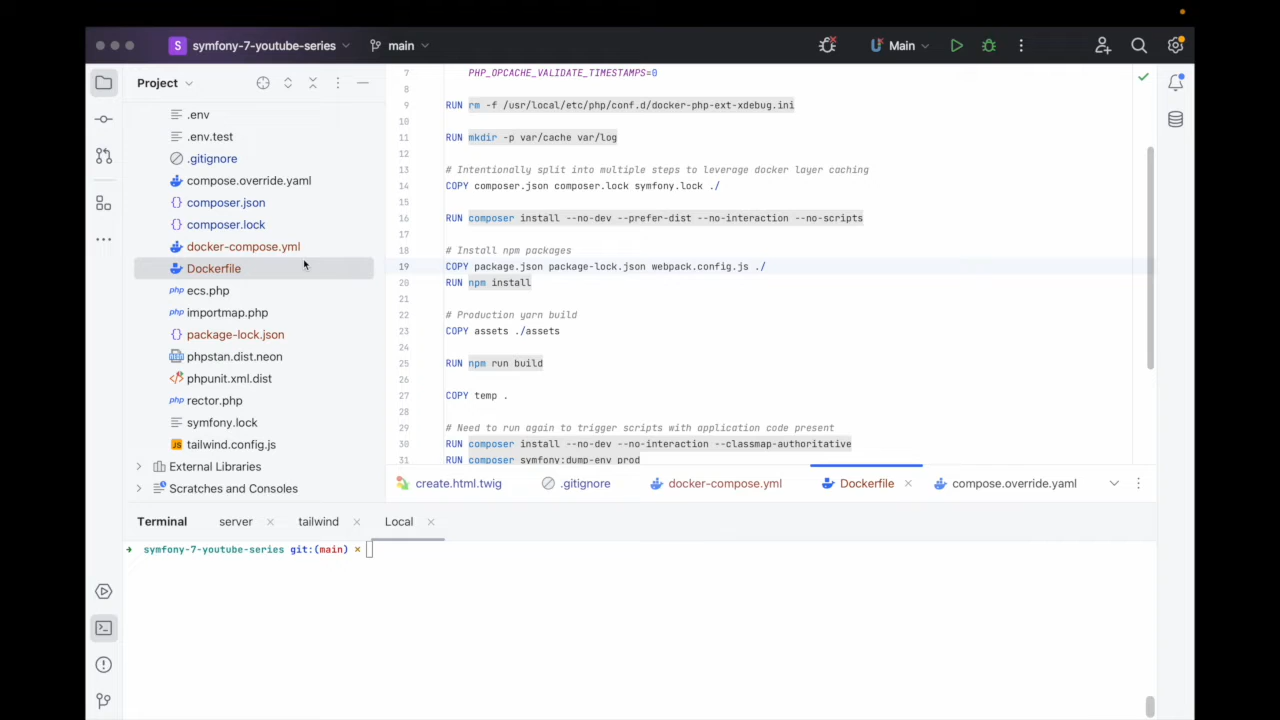 S symfony-7-youtube-series main Main
Project
.env
.env.test
.gitignore
compose.override.yaml
{} composer.json
{} composer.lock
docker-compose.yml
Dockerfile
php ecs.php
php importmap.php
{} package-lock.json
phpstan.dist.neon
phpunit.xml.dist
php rector.php
symfony.lock
JS tailwind.config.js
External Libraries
Scratches and Consoles
7 PHP_OPCACHE_VALIDATE_TIMESTAMPS=0
8
9 RUN rm -f /usr/local/etc/php/conf.d/docker-php-ext-xdebug.ini
10
11 RUN mkdir -p var/cache var/log
12
13 # Intentionally split into multiple steps to leverage docker layer caching
14 COPY composer.json composer.lock symfony.lock ./
15
16 RUN composer install --no-dev --prefer-dist --no-interaction --no-scripts
17
18 # Install npm packages
19 COPY package.json package-lock.json webpack.config.js ./
20 RUN npm install
21
22 # Production yarn build
23 COPY assets ./assets
24
25 RUN npm run build
26
27 COPY temp .
28
29 # Need to run again to trigger scripts with application code present
30 RUN composer install --no-dev --no-interaction --classmap-authoritative
31 RUN composer symfony:dump-env prod
create.html.twig .gitignore docker-compose.yml Dockerfile compose.override.yaml
Terminal server tailwind Local
symfony-7-youtube-series git:(main) ×